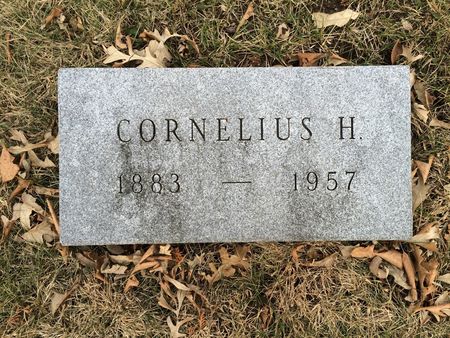 CORNELIUS H.
1883 — 1957